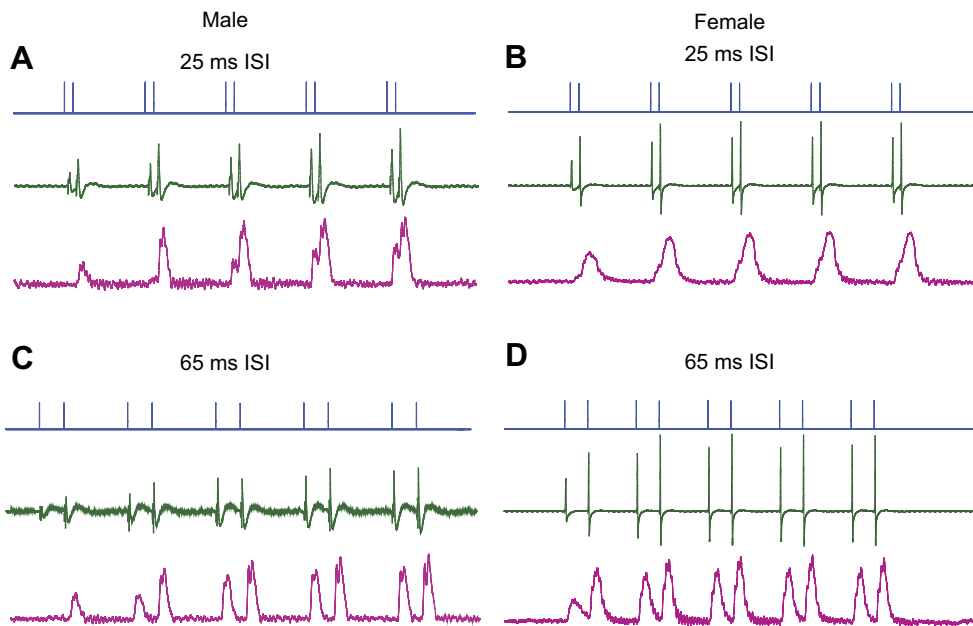 Male
Female
A
25 ms ISI
B
25 ms ISI
C
65 ms ISI
D
65 ms ISI